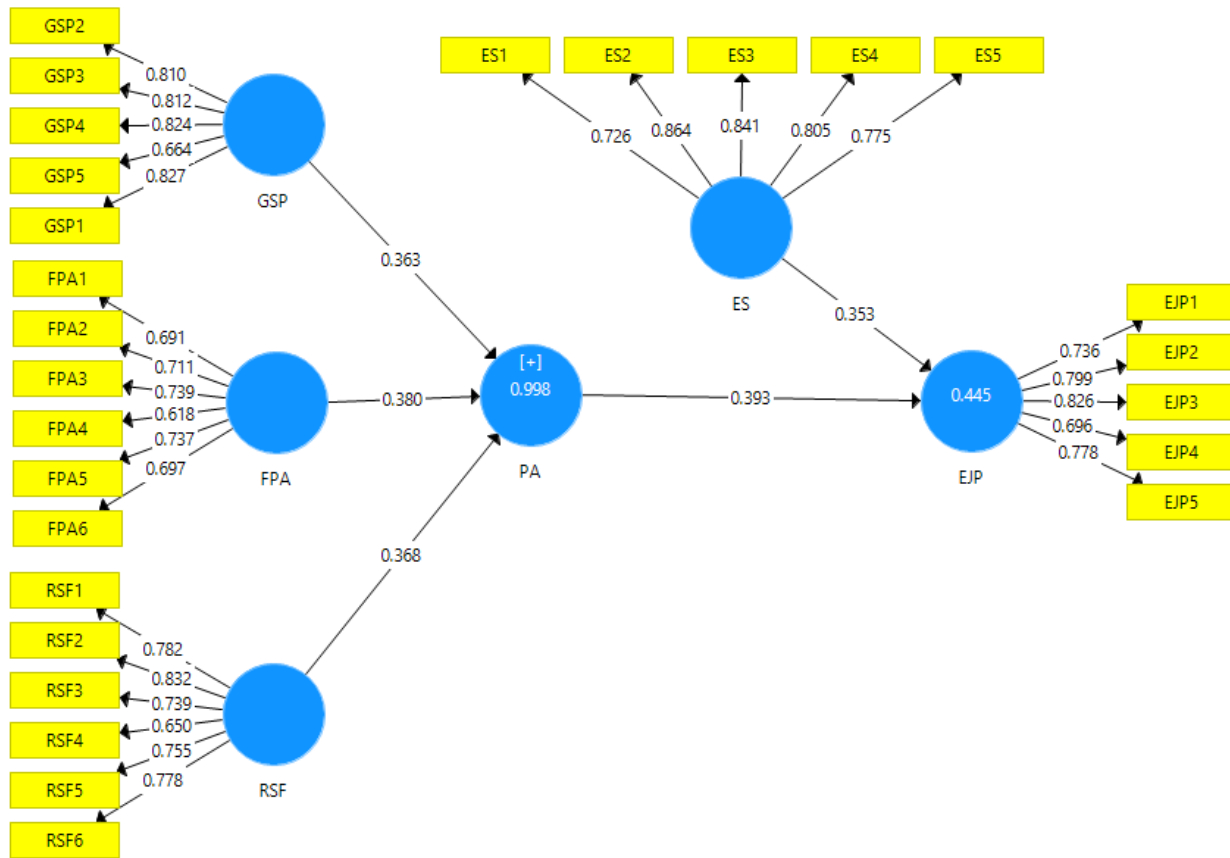 GSP2
GSP3
GSP4
GSP5
GSP1
0.810
0.812
0.824
0.664
0.827
GSP
0.363
ES1
ES2
ES3
ES4
ES5
0.726
0.864
0.841
0.805
0.775
ES
0.353
FPA1
FPA2
FPA3
FPA4
FPA5
FPA6
0.691
0.711
0.739
0.618
0.737
0.697
FPA
0.380
[+]
0.998
PA
0.393
0.445
EJP
0.736
0.799
0.826
0.696
0.778
EJP1
EJP2
EJP3
EJP4
EJP5
0.368
RSF1
RSF2
RSF3
RSF4
RSF5
RSF6
0.782
0.832
0.739
0.650
0.755
0.778
RSF